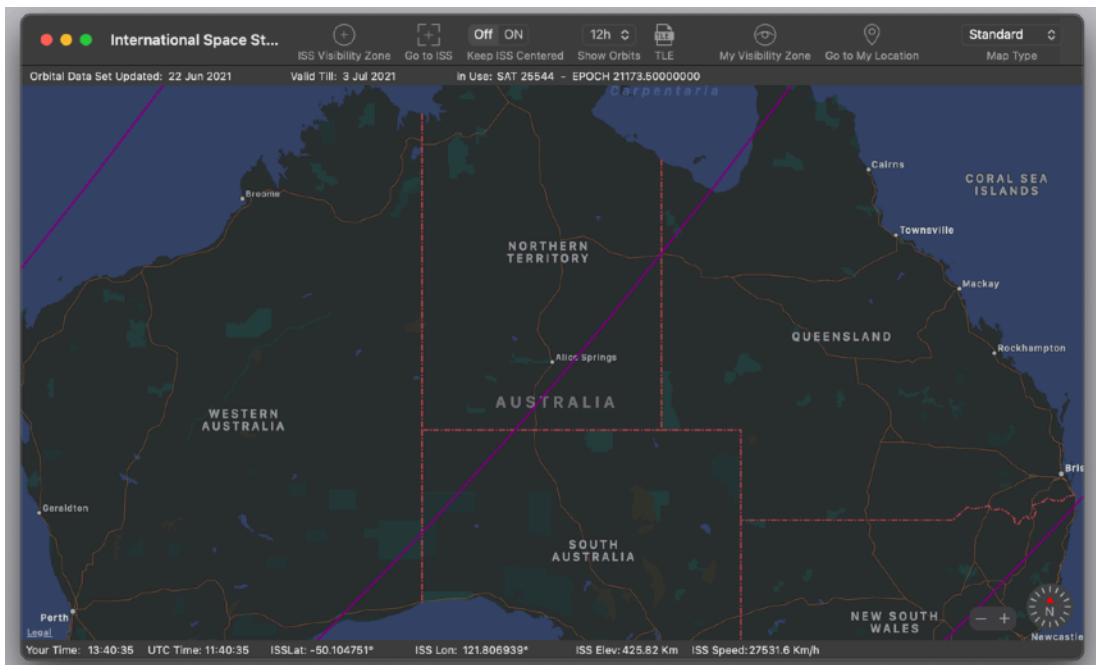 International Space St...
ISS Visibility Zone
Go to ISS
Off ON
Keep ISS Centered
12h
Show Orbits
TLE
TLE
My Visibility Zone
Go to My Location
Standard
Map Type
Orbital Data Set Updated: 22 Jun 2021 Valid Till: 3 Jul 2021 In Use: SAT 25544 - EPOCH 21173.50000000
Carpentaria
Cairns
CORAL SEA
ISLANDS
Broome
Townsville
NORTHERN
TERRITORY
Mackay
QUEENSLAND
Rockhampton
Alice Springs
AUSTRALIA
WESTERN
AUSTRALIA
Bris
Geraldton
SOUTH
AUSTRALIA
Perth
NEW SOUTH
WALES
N
Legal
Newcastle
Your Time: 13:40:35 UTC Time: 11:40:35 ISSLat: -50.104751° ISS Lon: 121.806939° ISS Elev: 425.82 Km ISS Speed: 27531.6 Km/h